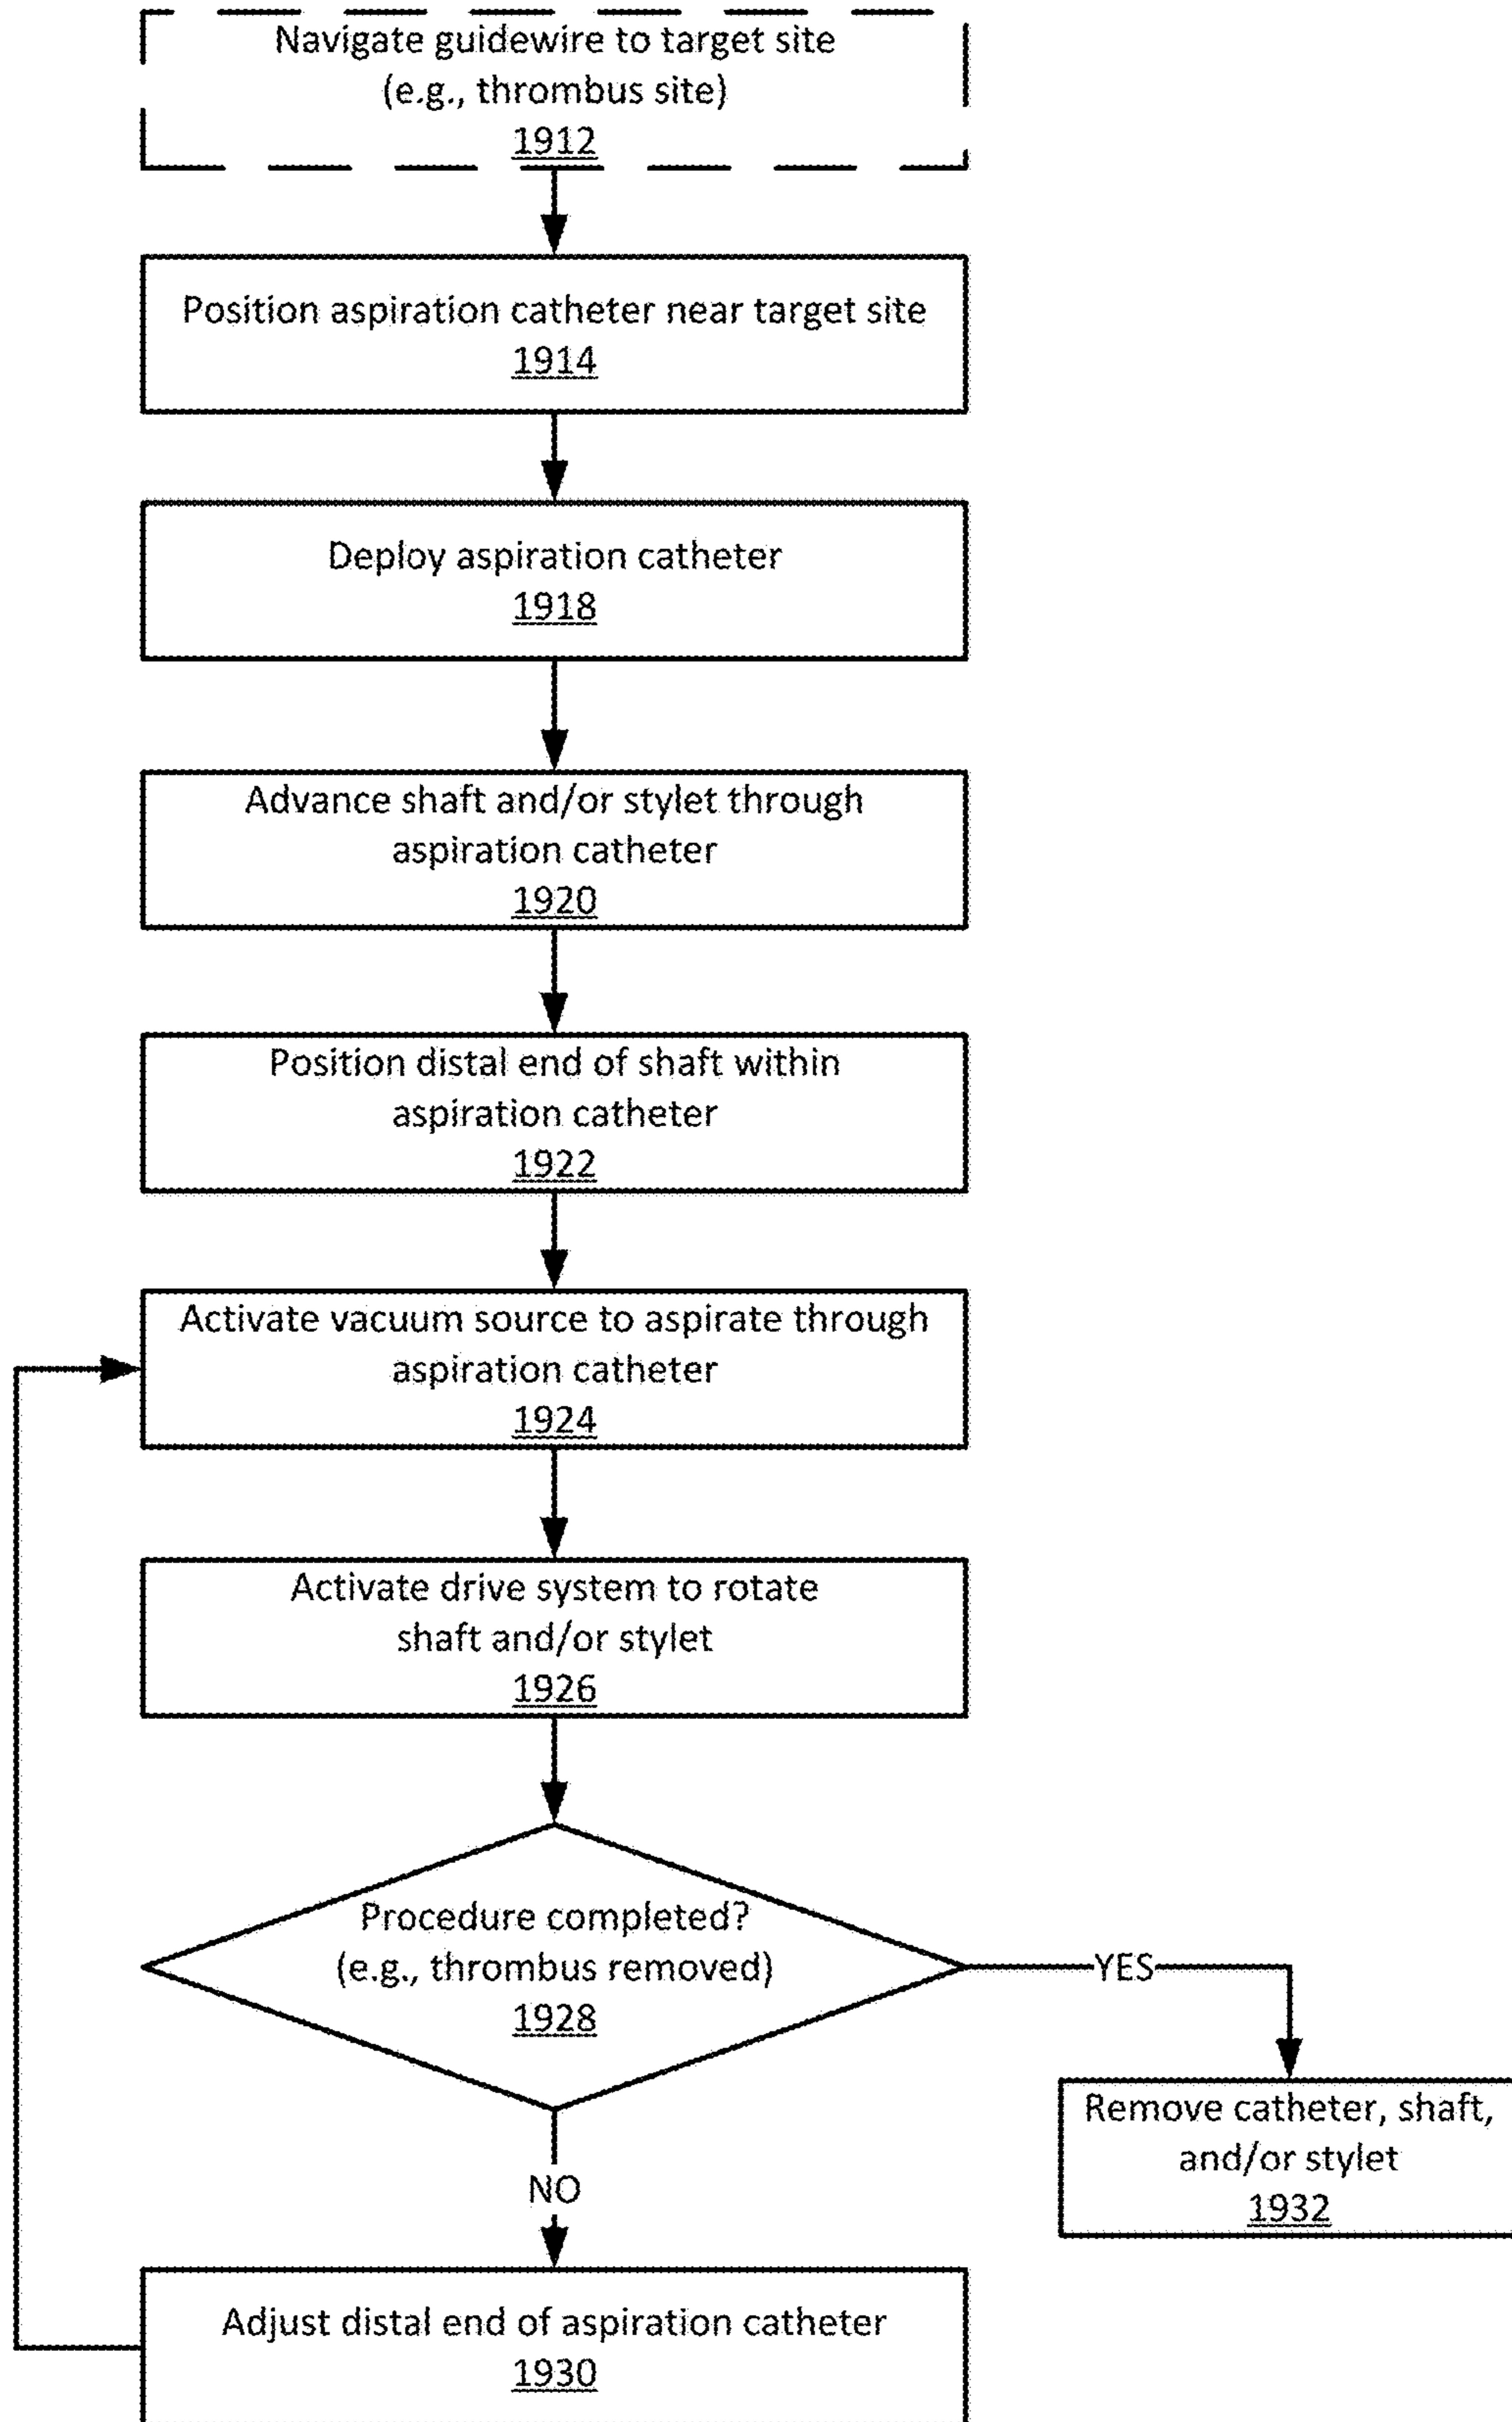 Navigate guidewire to target site
(e.g., thrombus site)
1912
Position aspiration catheter near target site
1914
Deploy aspiration catheter
1918
Advance shaft and/or stylet through
aspiration catheter
1920
Position distal end of shaft within
aspiration catheter
1922
Activate vacuum source to aspirate through
aspiration catheter
1924
Activate drive system to rotate
shaft and/or stylet
1926
Procedure completed?
(e.g., thrombus removed)
1928
YES
Remove catheter, shaft,
and/or stylet
1932
NO
Adjust distal end of aspiration catheter
1930